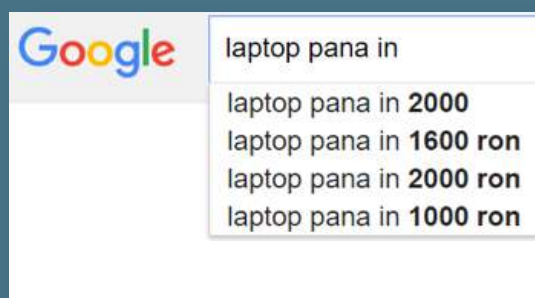 Google
laptop pana in
laptop pana in 2000
laptop pana in 1600 ron
laptop pana in 2000 ron
laptop pana in 1000 ron